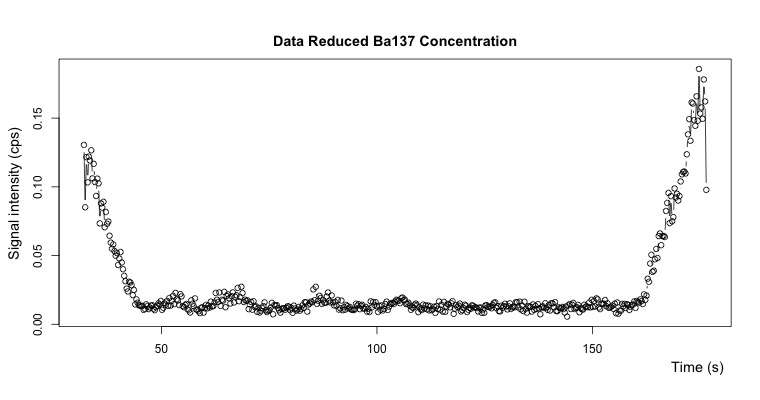 Data Reduced Ba137 Concentration
Signal intensity (cps)
0.15
0.10
0.05
0.00
50 100 150
Time (s)